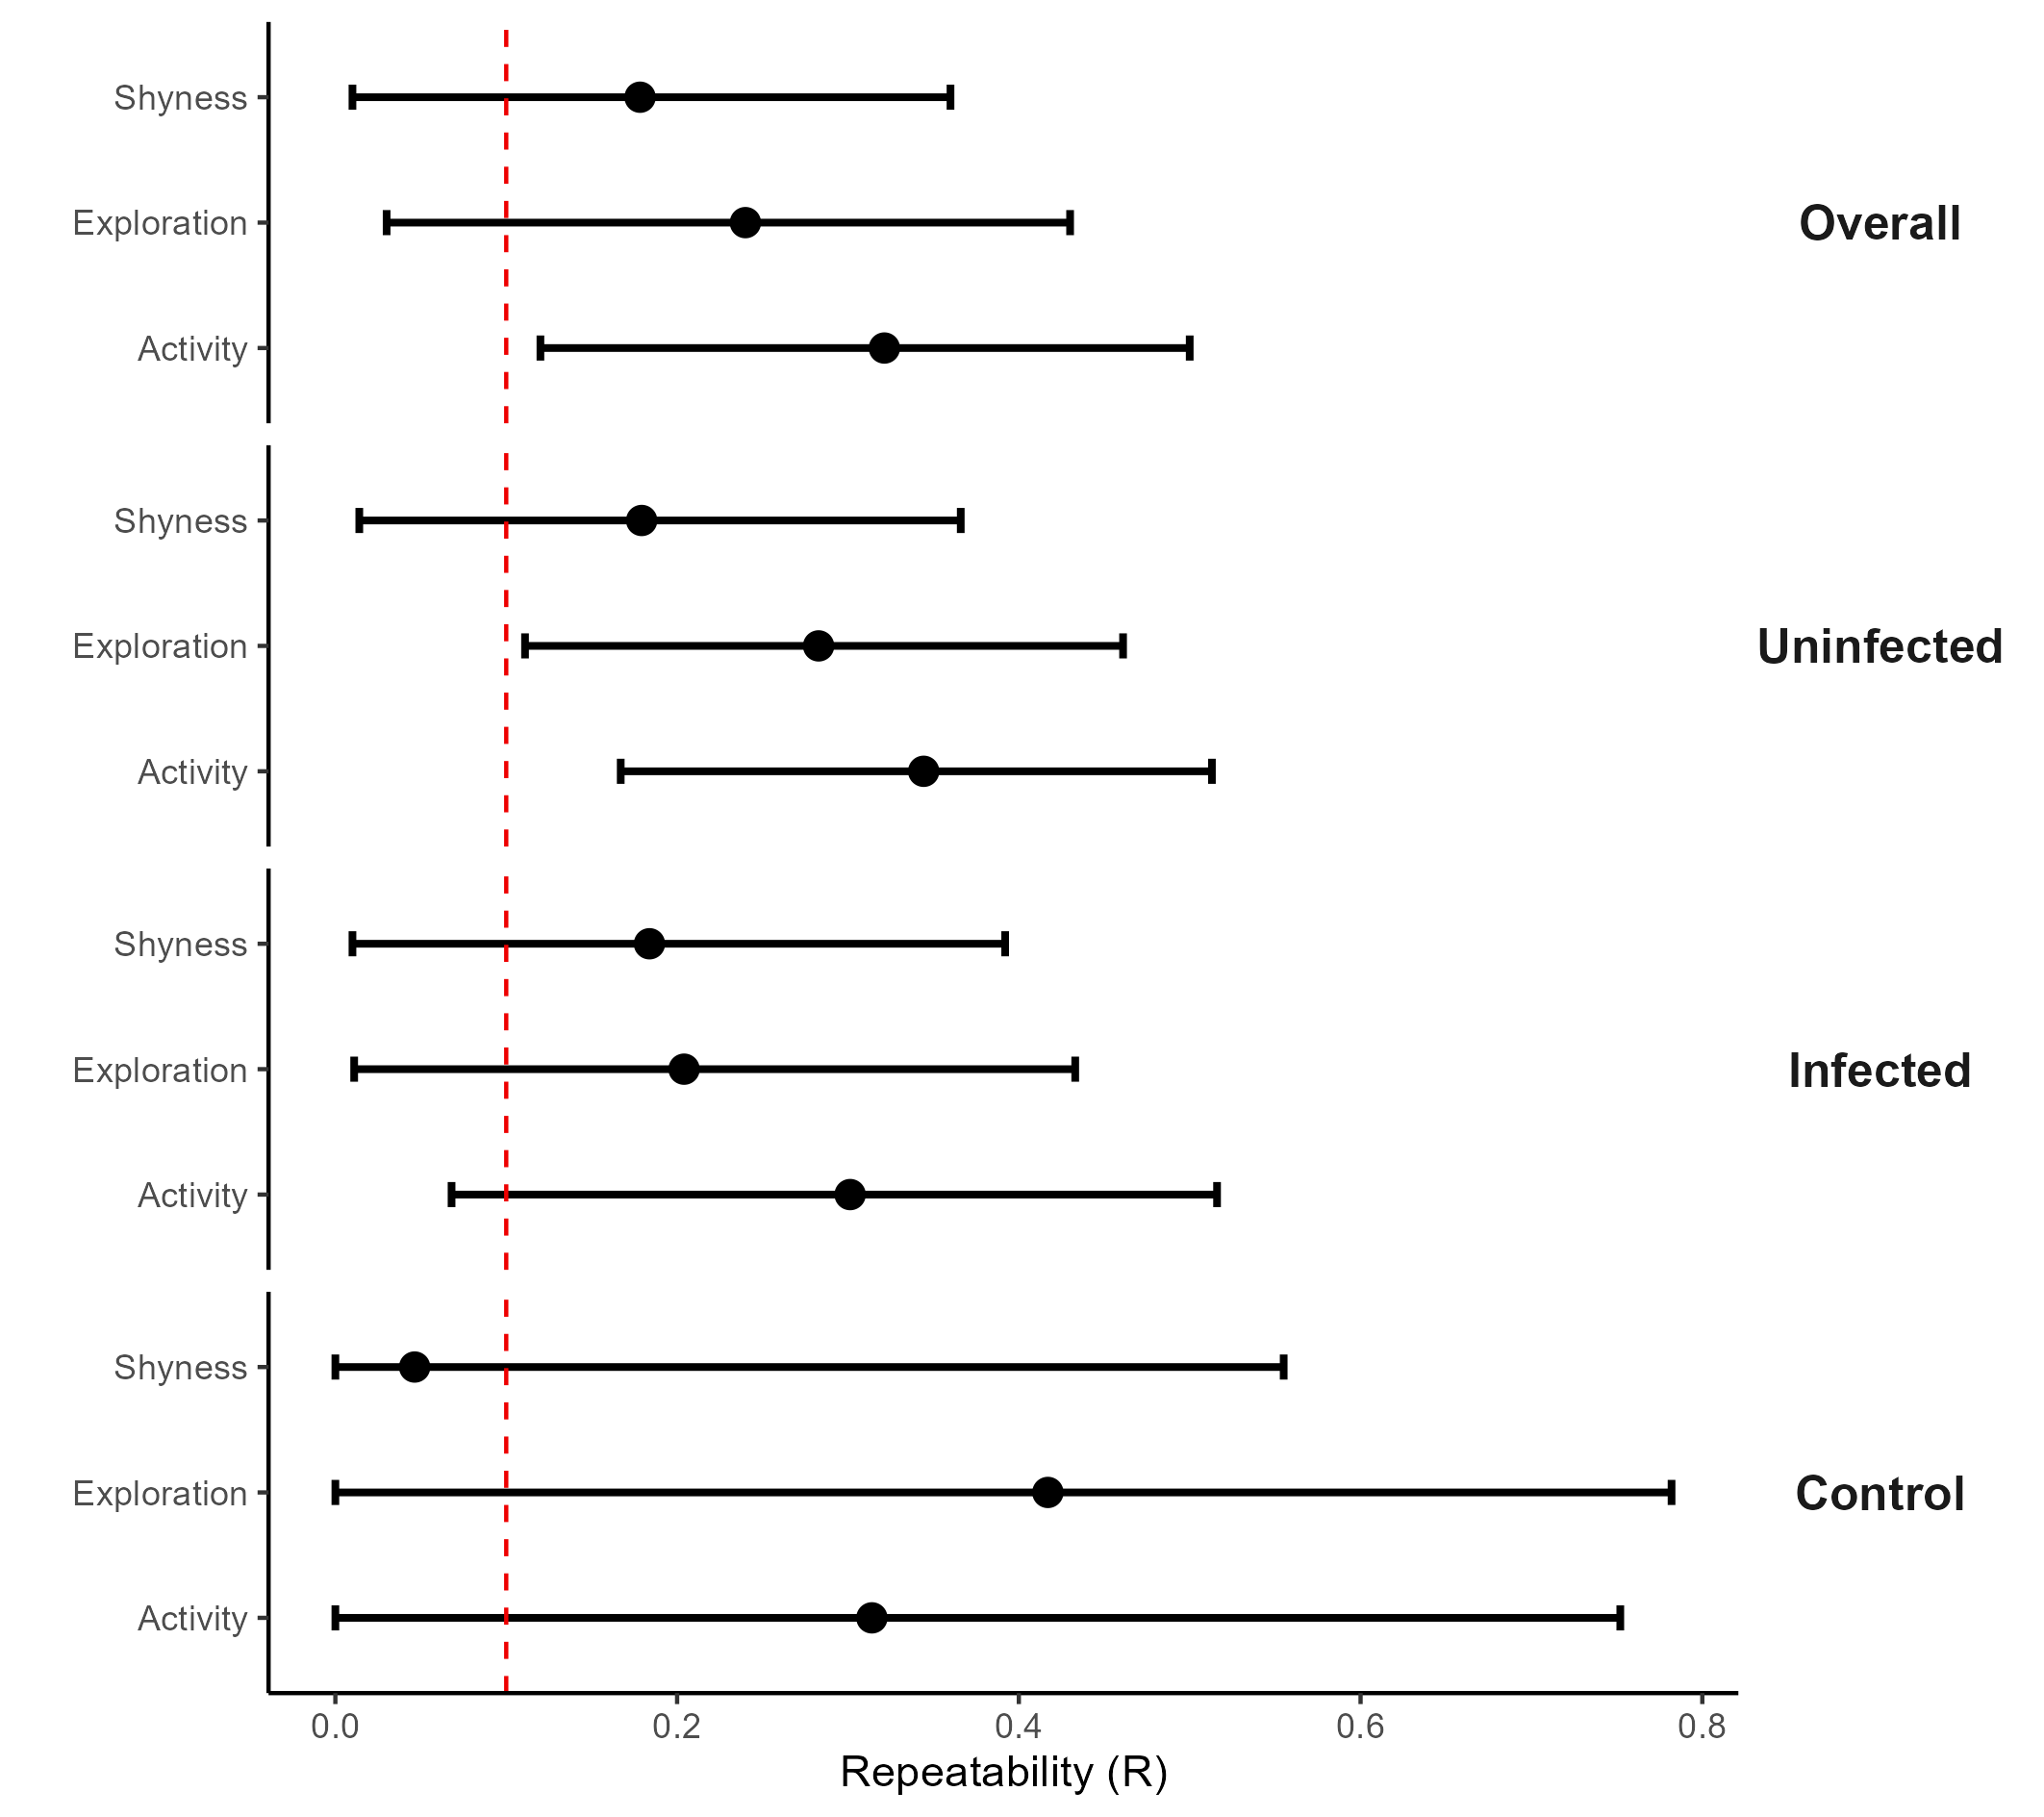 Shyness
Exploration
Activity
Overall
Shyness
Exploration
Activity
Uninfected
Shyness
Exploration
Activity
Infected
Shyness
Exploration
Activity
Control
0.0 0.2 0.4 0.6 0.8
Repeatability (R)